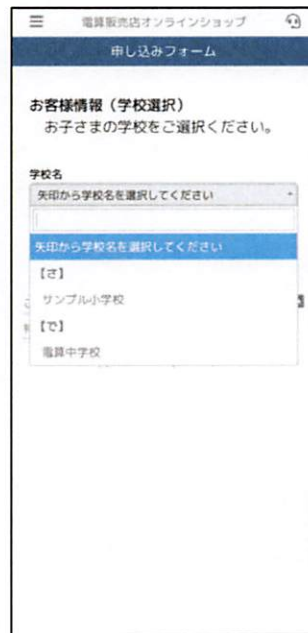 電算販売店オンラインショップ
申し込みフォーム
お客様情報（学校選択）
お子さまの学校をご選択ください。
学校名
矢印から学校名を選択してください
矢印から学校名を選択してください
【さ】
サンプル小学校
【で】
電算中学校